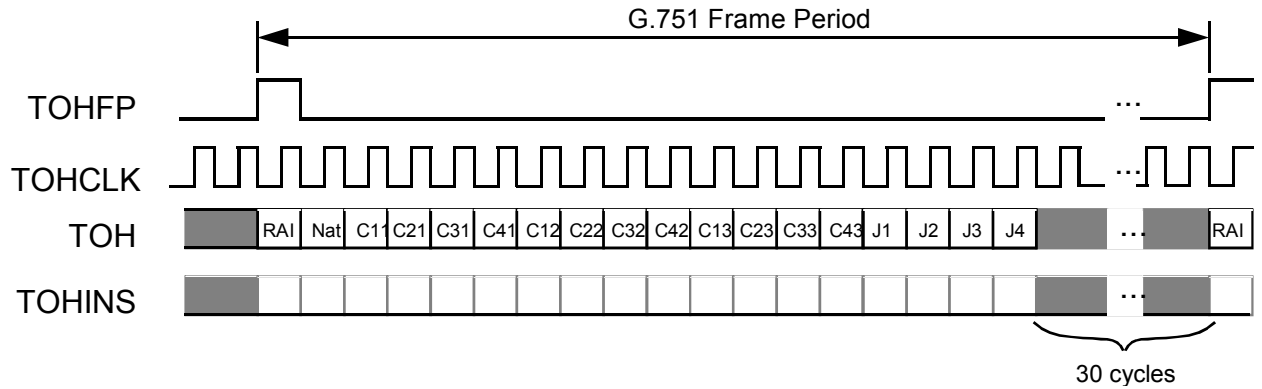 G.751 Frame Period
TOHFP
...
TOHCLK
...
TOH RAI Nat C11 C21 C31 C41 C12 C22 C32 C42 C13 C23 C33 C43 J1 J2 J3 J4 ... RAI
TOHINS
...
30 cycles